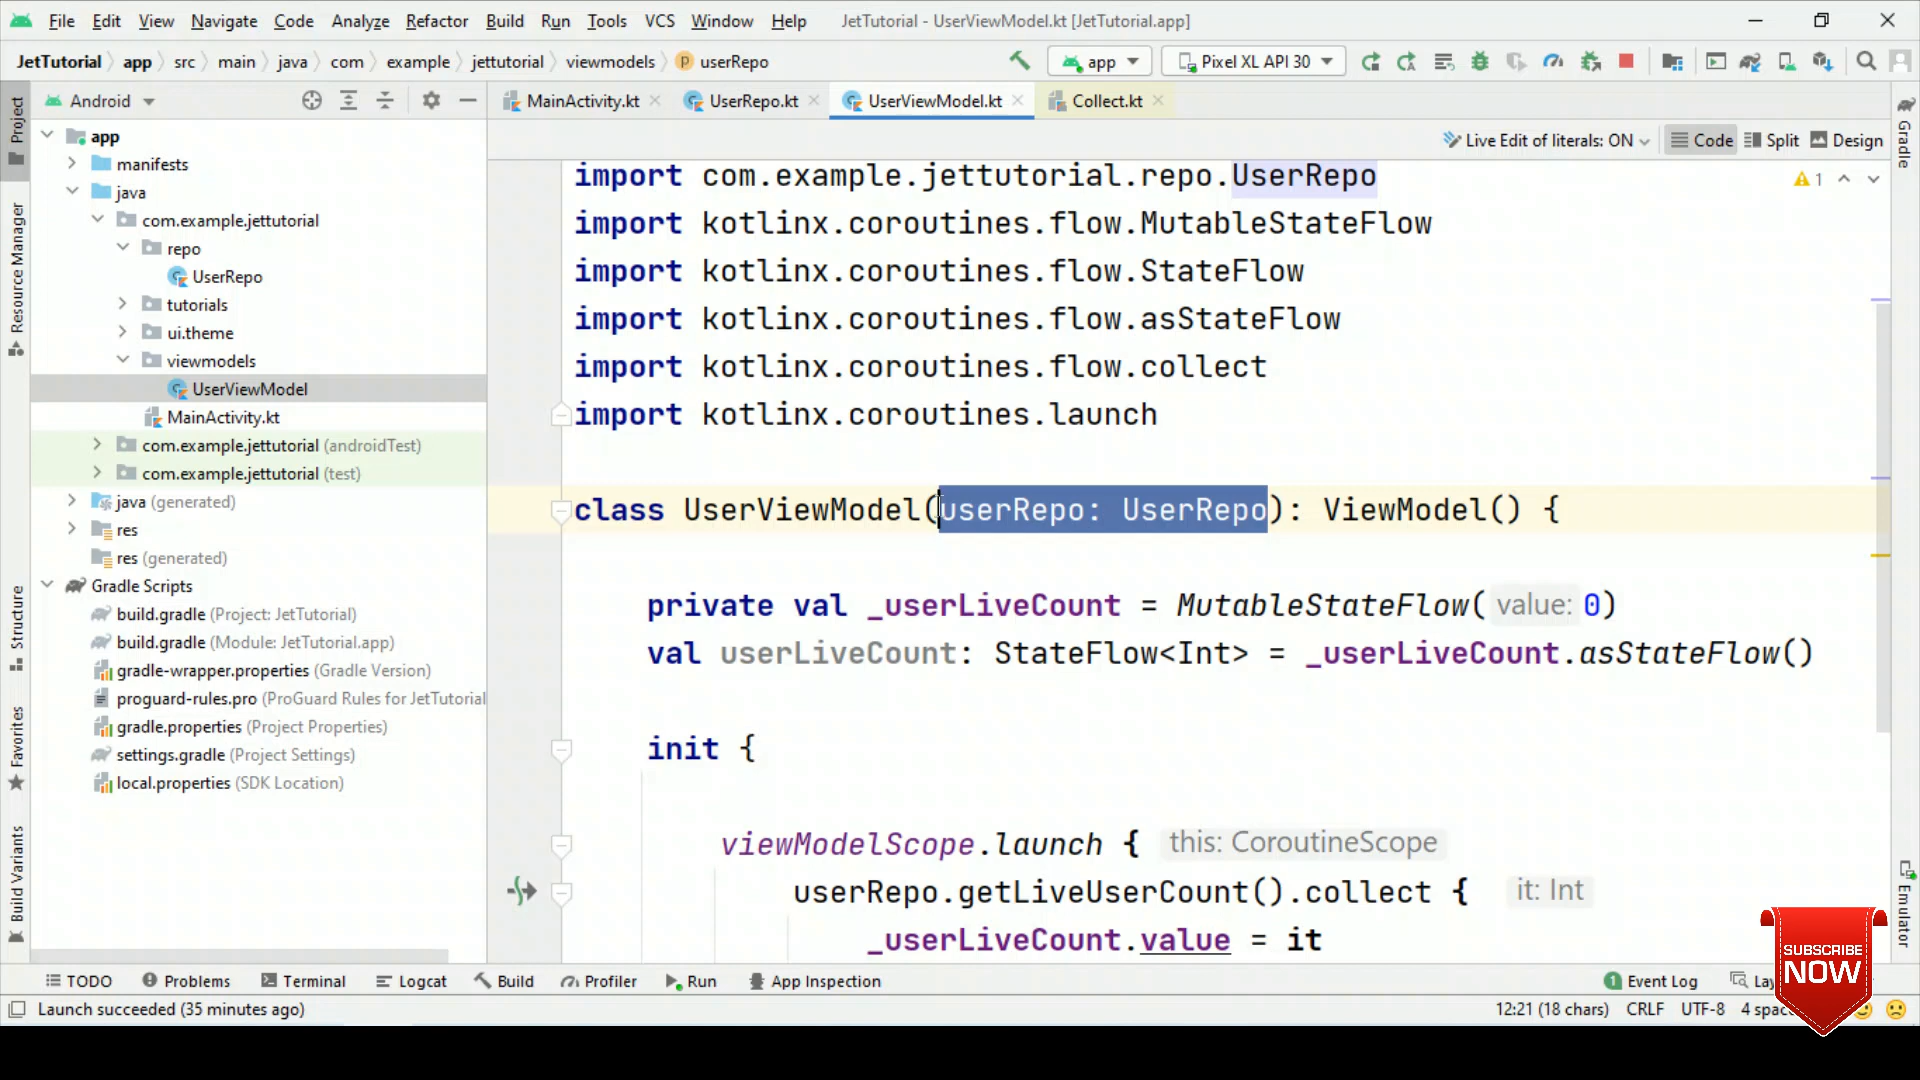 File Edit View Navigate Code Analyze Refactor Build Run Tools VCS Window Help JetTutorial - UserViewModel.kt [JetTutorial.app]
JetTutorial app src main java com example jettutorial viewmodels userRepo app Pixel XL API 30
Project
Resource Manager
Structure
Favorites
Build Variants
Android
app
manifests
java
com.example.jettutorial
repo
UserRepo
tutorials
ui.theme
viewmodels
UserViewModel
MainActivity.kt
com.example.jettutorial (androidTest)
com.example.jettutorial (test)
java (generated)
res
res (generated)
Gradle Scripts
build.gradle (Project: JetTutorial)
build.gradle (Module: JetTutorial.app)
gradle-wrapper.properties (Gradle Version)
proguard-rules.pro (ProGuard Rules for JetTutorial
gradle.properties (Project Properties)
settings.gradle (Project Settings)
local.properties (SDK Location)
MainActivity.kt UserRepo.kt UserViewModel.kt Collect.kt
Live Edit of literals: ON Code Split Design
1
import com.example.jettutorial.repo.UserRepo
import kotlinx.coroutines.flow.MutableStateFlow
import kotlinx.coroutines.flow.StateFlow
import kotlinx.coroutines.flow.asStateFlow
import kotlinx.coroutines.flow.collect
import kotlinx.coroutines.launch
class UserViewModel(userRepo: UserRepo): ViewModel() {
private val _userLiveCount = MutableStateFlow( value: 0)
val userLiveCount: StateFlow<Int> = _userLiveCount.asStateFlow()
init {
viewModelScope.launch { this: CoroutineScope
userRepo.getLiveUserCount().collect { it: Int
_userLiveCount.value = it
Gradle
Emulator
SUBSCRIBE
NOW
TODO Problems Terminal Logcat Build Profiler Run App Inspection 1 Event Log
Launch succeeded (35 minutes ago) 12:21 (18 chars) CRLF UTF-8